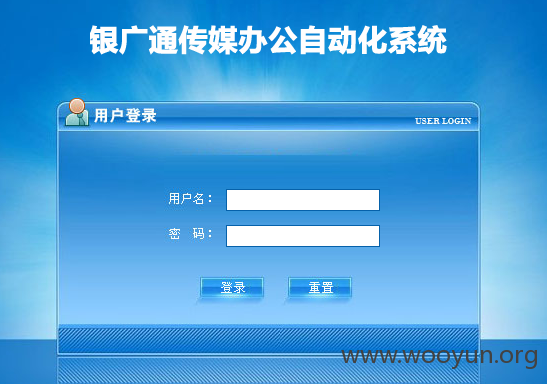 银广通传媒办公自动化系统
用户登录
USER LOGIN
用户名：
密 码：
登录 重置
www.wooyun.org